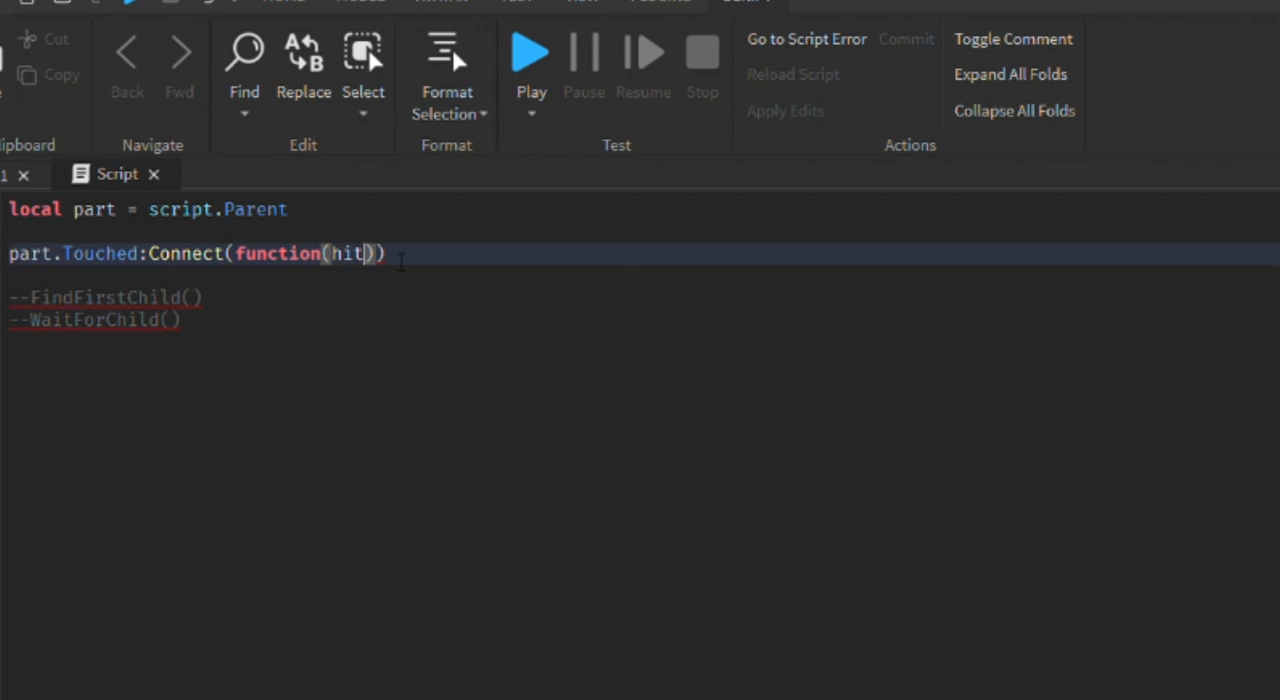 Cut
Copy
Back Fwd
Find Replace Select
Format
Selection
Play Pause Resume Stop
Go to Script Error Commit
Reload Script
Apply Edits
Toggle Comment
Expand All Folds
Collapse All Folds
Navigate Edit Format Test Actions
1 × Script ×
local part = script.Parent
part.Touched:Connect(function(hit))
--FindFirstChild()
--WaitForChild()